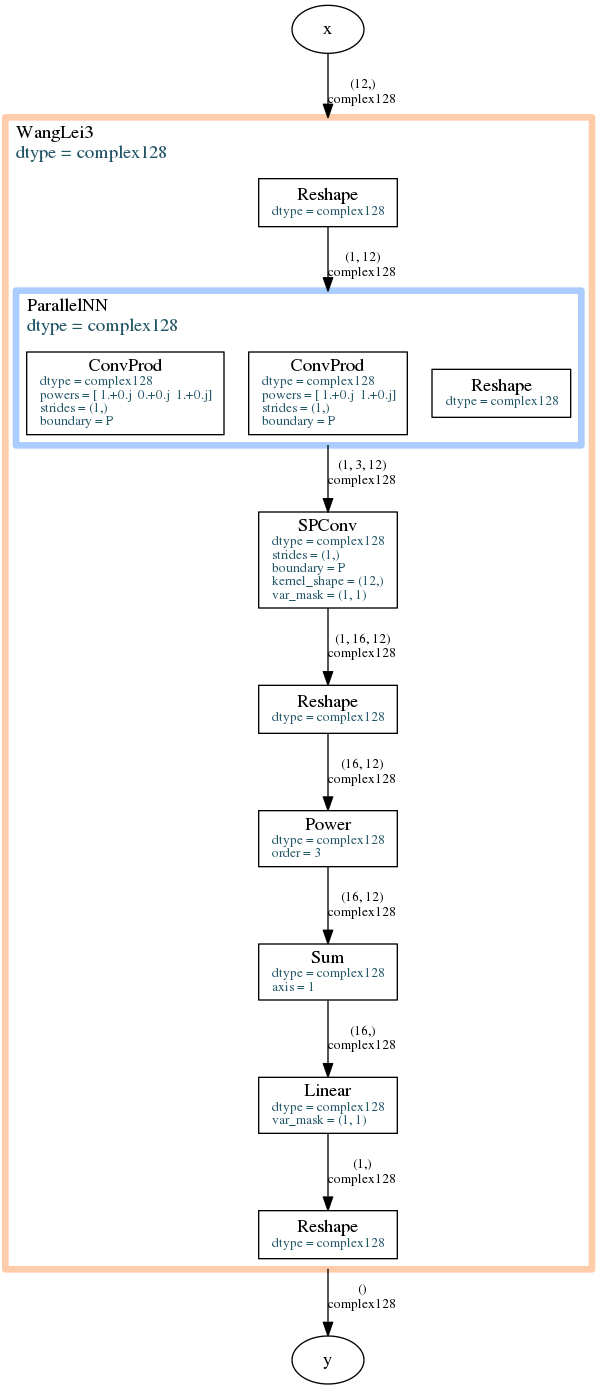 x
(12,)
complex128
WangLei3
dtype = complex128
Reshape
dtype = complex128
(1, 12)
complex128
ParallelNN
dtype = complex128
ConvProd
dtype = complex128
powers = [ 1.+0.j  0.+0.j  1.+0.j]
strides = (1,)
boundary = P
ConvProd
dtype = complex128
powers = [ 1.+0.j  1.+0.j]
strides = (1,)
boundary = P
Reshape
dtype = complex128
(1, 3, 12)
complex128
SPConv
dtype = complex128
strides = (1,)
boundary = P
kernel_shape = (12,)
var_mask = (1, 1)
(1, 16, 12)
complex128
Reshape
dtype = complex128
(16, 12)
complex128
Power
dtype = complex128
order = 3
(16, 12)
complex128
Sum
dtype = complex128
axis = 1
(16,)
complex128
Linear
dtype = complex128
var_mask = (1, 1)
(1,)
complex128
Reshape
dtype = complex128
()
complex128
y